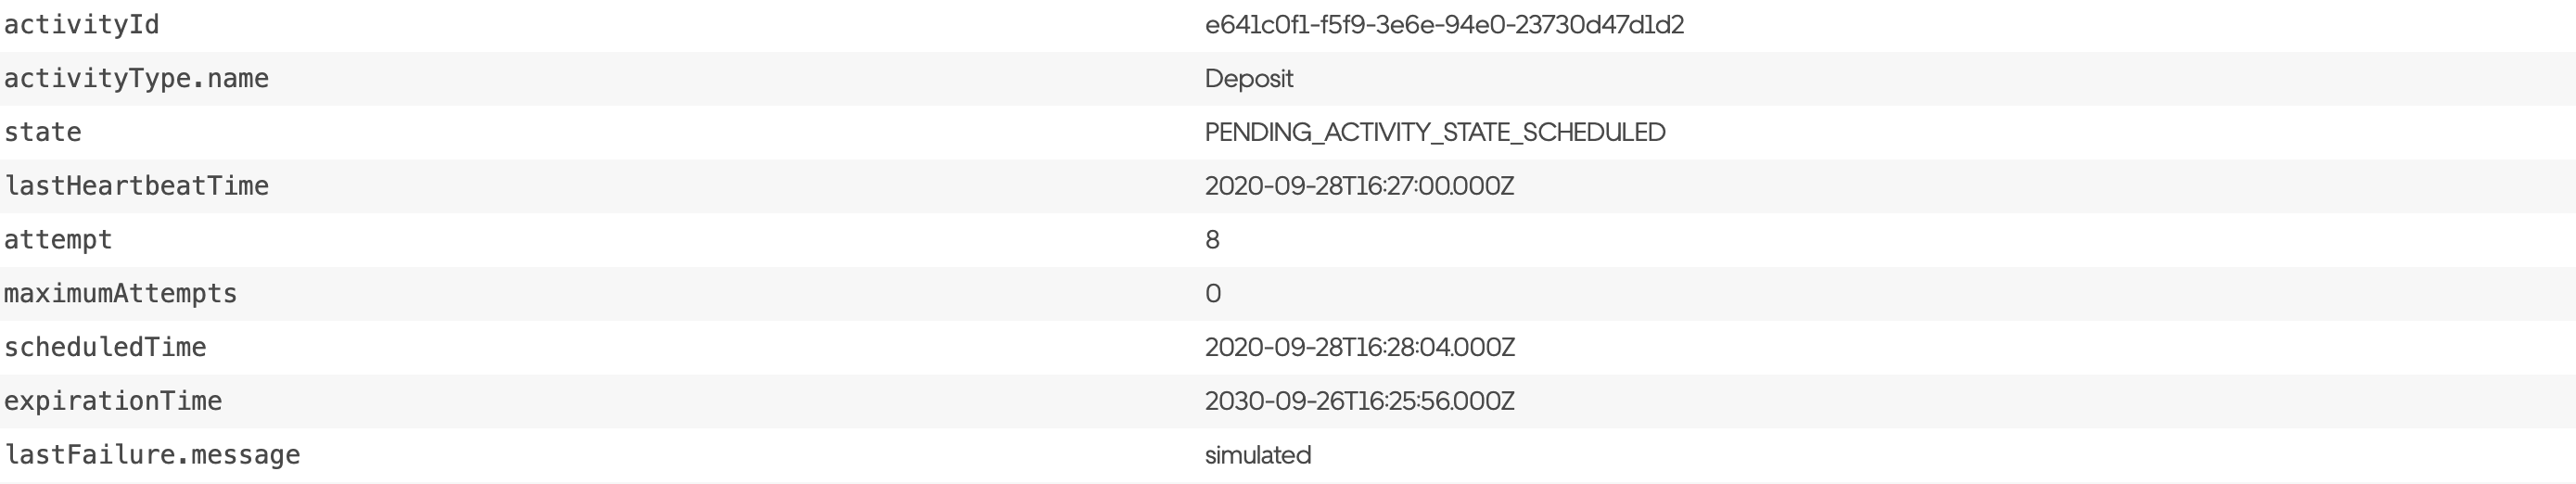 activityId e641c0f1-f5f9-3e6e-94e0-23730d47d1d2
activityType.name Deposit
state PENDING_ACTIVITY_STATE_SCHEDULED
lastHeartbeatTime 2020-09-28T16:27:00.000Z
attempt 8
maximumAttempts 0
scheduledTime 2020-09-28T16:28:04.000Z
expirationTime 2030-09-26T16:25:56.000Z
lastFailure.message simulated